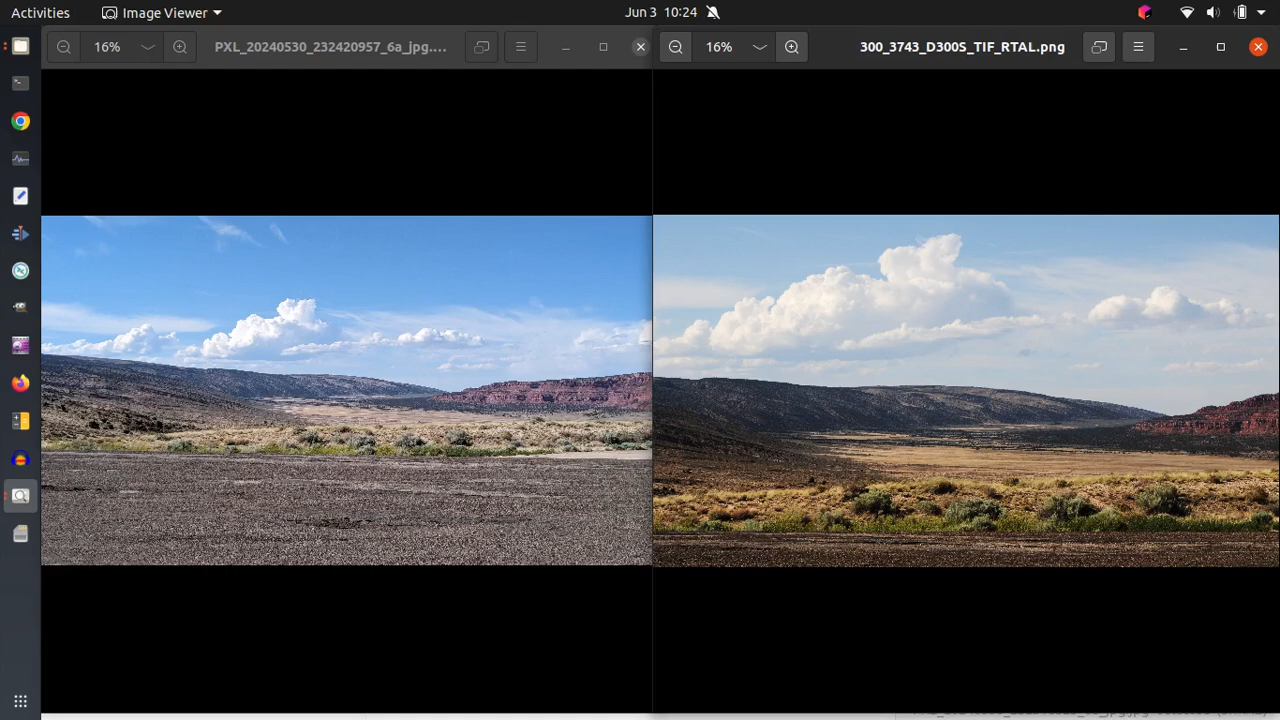 Activities
Image Viewer
Jun 3 10:24
16%
PXL_20240530_232420957_6a_jpg....
16%
300_3743_D300S_TIF_RTAL.png